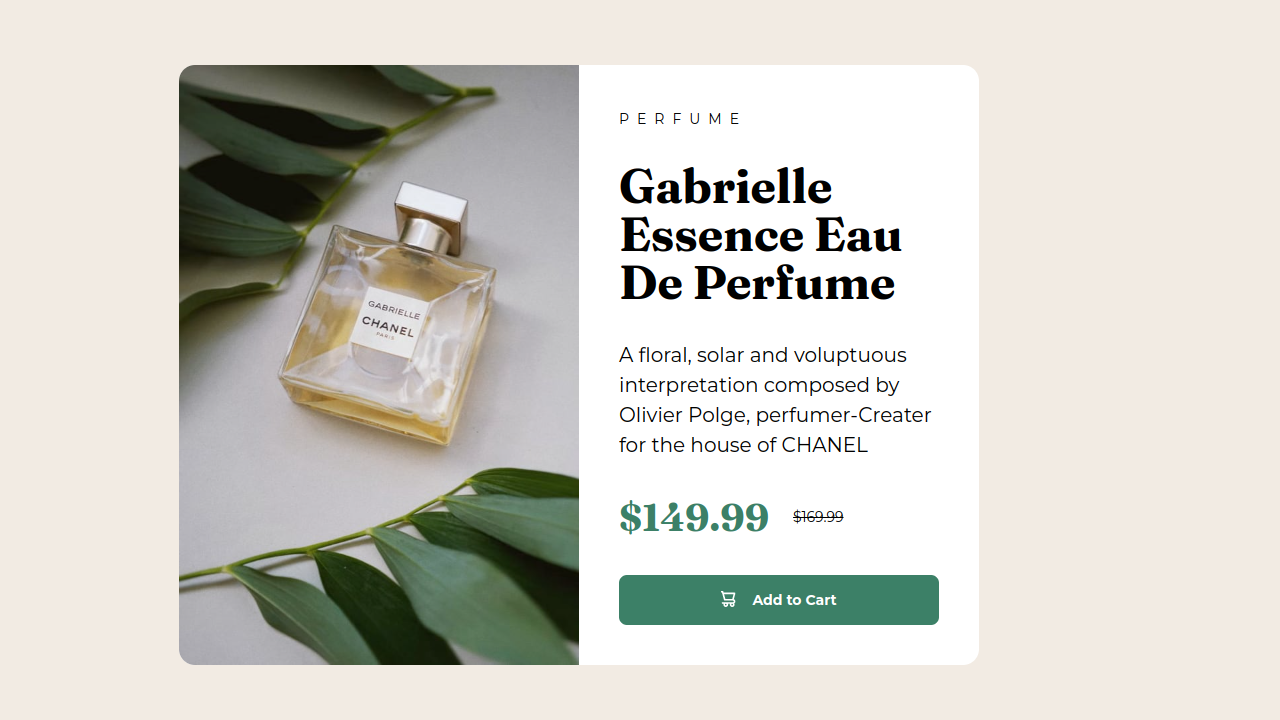 GABRIELLE
CHANEL
PARIS
PERFUME
Gabrielle
Essence Eau
De Perfume
A floral, solar and voluptuous
interpretation composed by
Olivier Polge, perfumer-Creater
for the house of CHANEL
$149.99 $169.99
Add to Cart